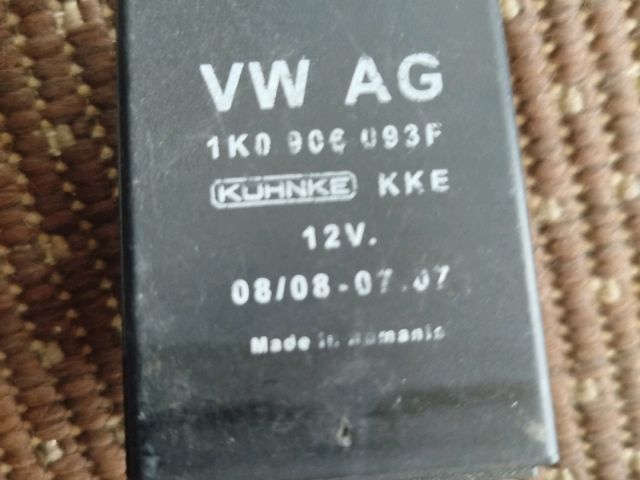 VW AG
1K0 906 093F
KUHNKE KKE
12V.
08/08-07.07
Made in Romania